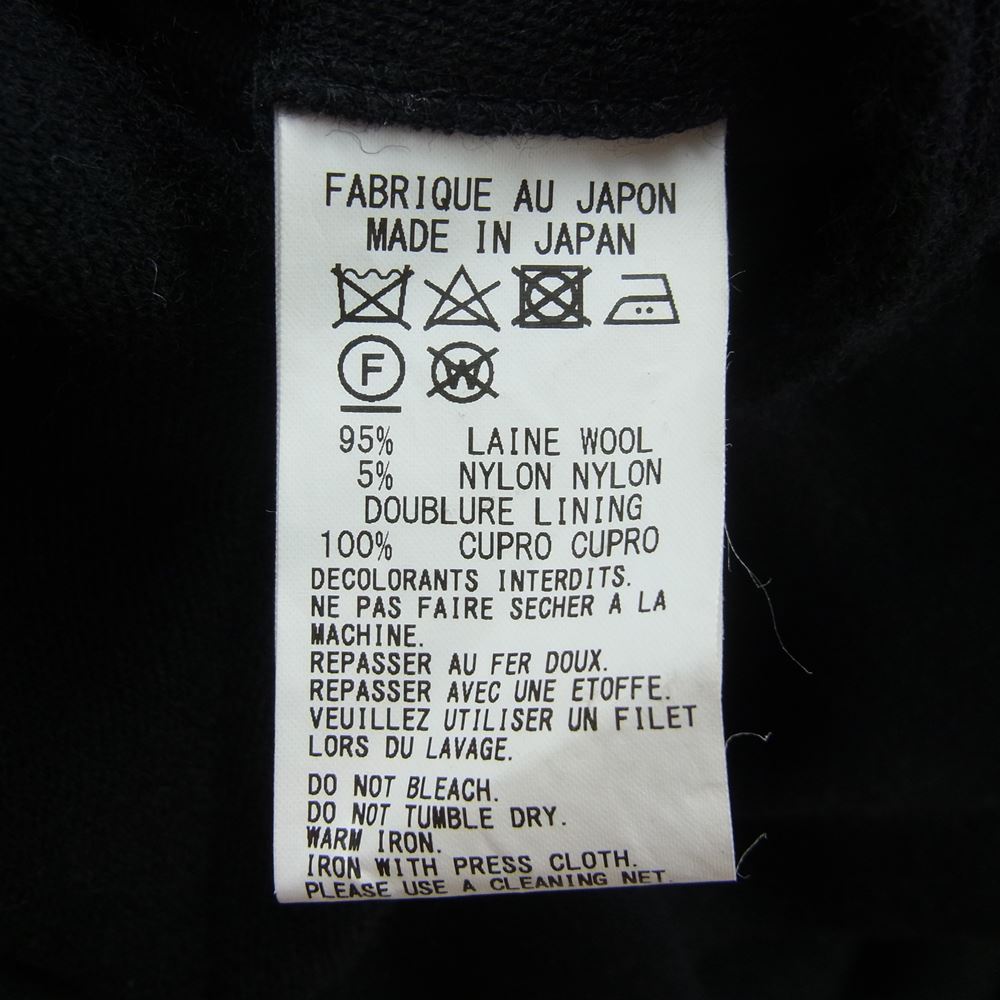 FABRIQUE AU JAPON
MADE IN JAPAN
F W
95% LAINE WOOL
5% NYLON NYLON
DOUBLURE LINING
100% CUPRO CUPRO
DECOLORANTS INTERDITS.
NE PAS FAIRE SECHER A LA
MACHINE.
REPASSER AU FER DOUX.
REPASSER AVEC UNE ETOFFE.
VEUILLEZ UTILISER UN FILET
LORS DU LAVAGE.
DO NOT BLEACH.
DO NOT TUMBLE DRY.
WARM IRON.
IRON WITH PRESS CLOTH.
PLEASE USE A CLEANING NET.